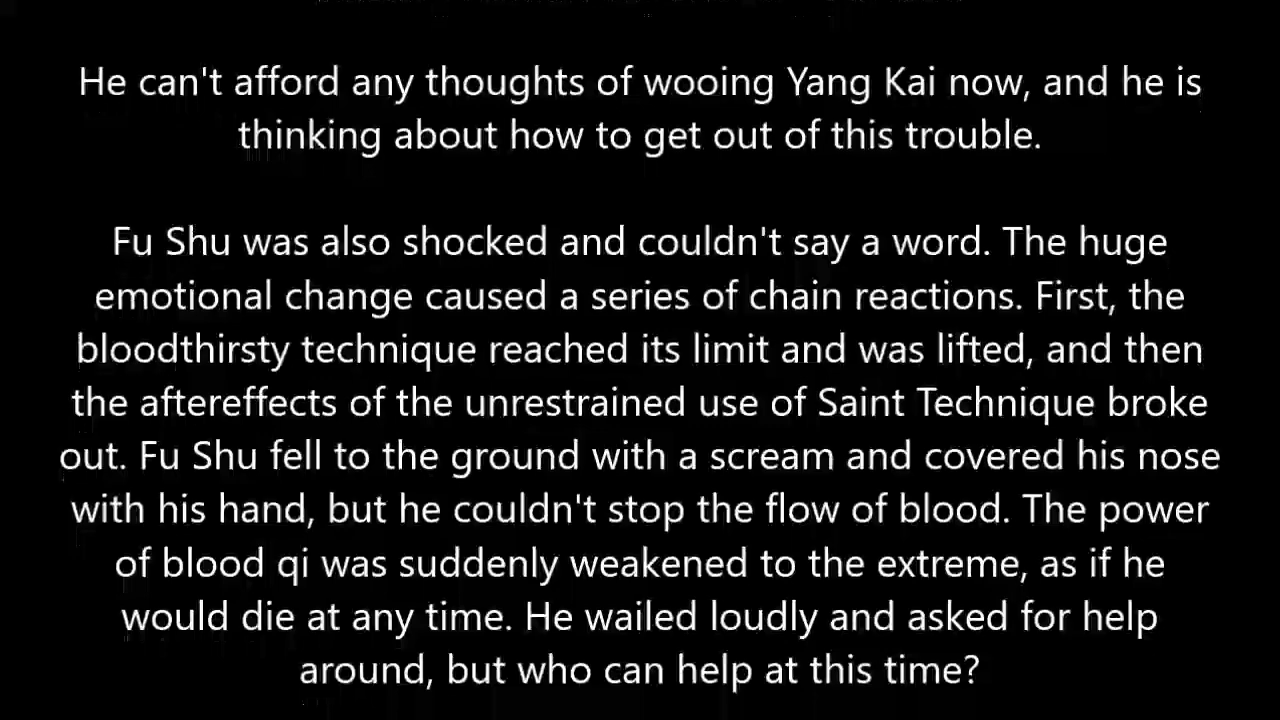 He can't afford any thoughts of wooing Yang Kai now, and he is
thinking about how to get out of this trouble.
Fu Shu was also shocked and couldn't say a word. The huge
emotional change caused a series of chain reactions. First, the
bloodthirsty technique reached its limit and was lifted, and then
the aftereffects of the unrestrained use of Saint Technique broke
out. Fu Shu fell to the ground with a scream and covered his nose
with his hand, but he couldn't stop the flow of blood. The power
of blood qi was suddenly weakened to the extreme, as if he
would die at any time. He wailed loudly and asked for help
around, but who can help at this time?